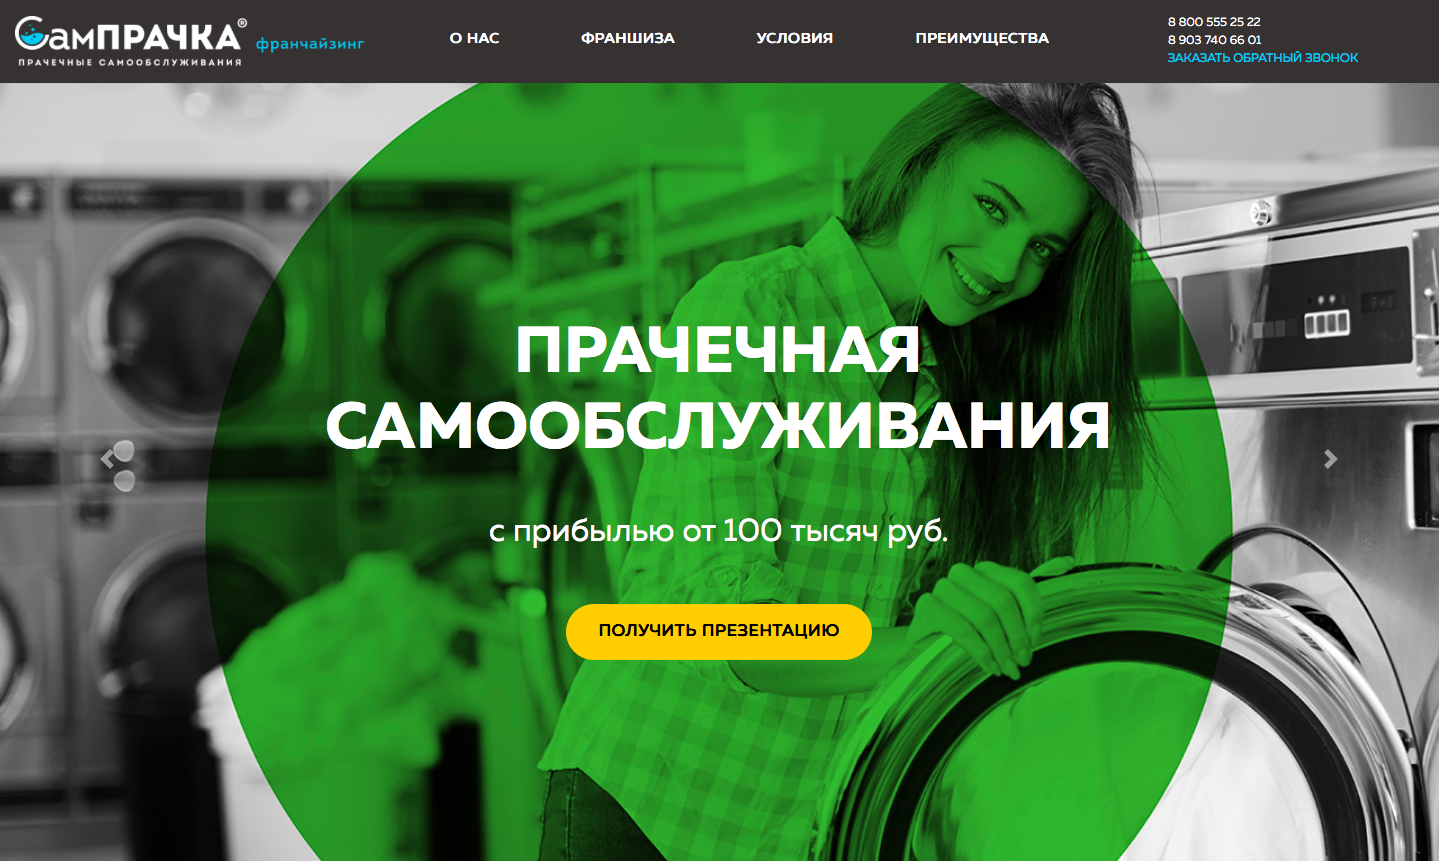 СамПРАЧКА®
франчайзинг
ПРАЧЕЧНЫЕ САМООБСЛУЖИВАНИЯ
О НАС
ФРАНШИЗА
УСЛОВИЯ
ПРЕИМУЩЕСТВА
8 800 555 25 22
8 903 740 66 01
ЗАКАЗАТЬ ОБРАТНЫЙ ЗВОНОК
ПРАЧЕЧНАЯ
САМООБСЛУЖИВАНИЯ
с прибылью от 100 тысяч руб.
ПОЛУЧИТЬ ПРЕЗЕНТАЦИЮ